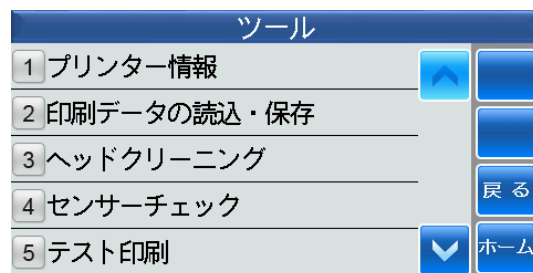 ツール
1 プリンター情報
2 印刷データの読込・保存
3 ヘッドクリーニング
4 センサーチェック
戻る
5 テスト印刷
ホーム